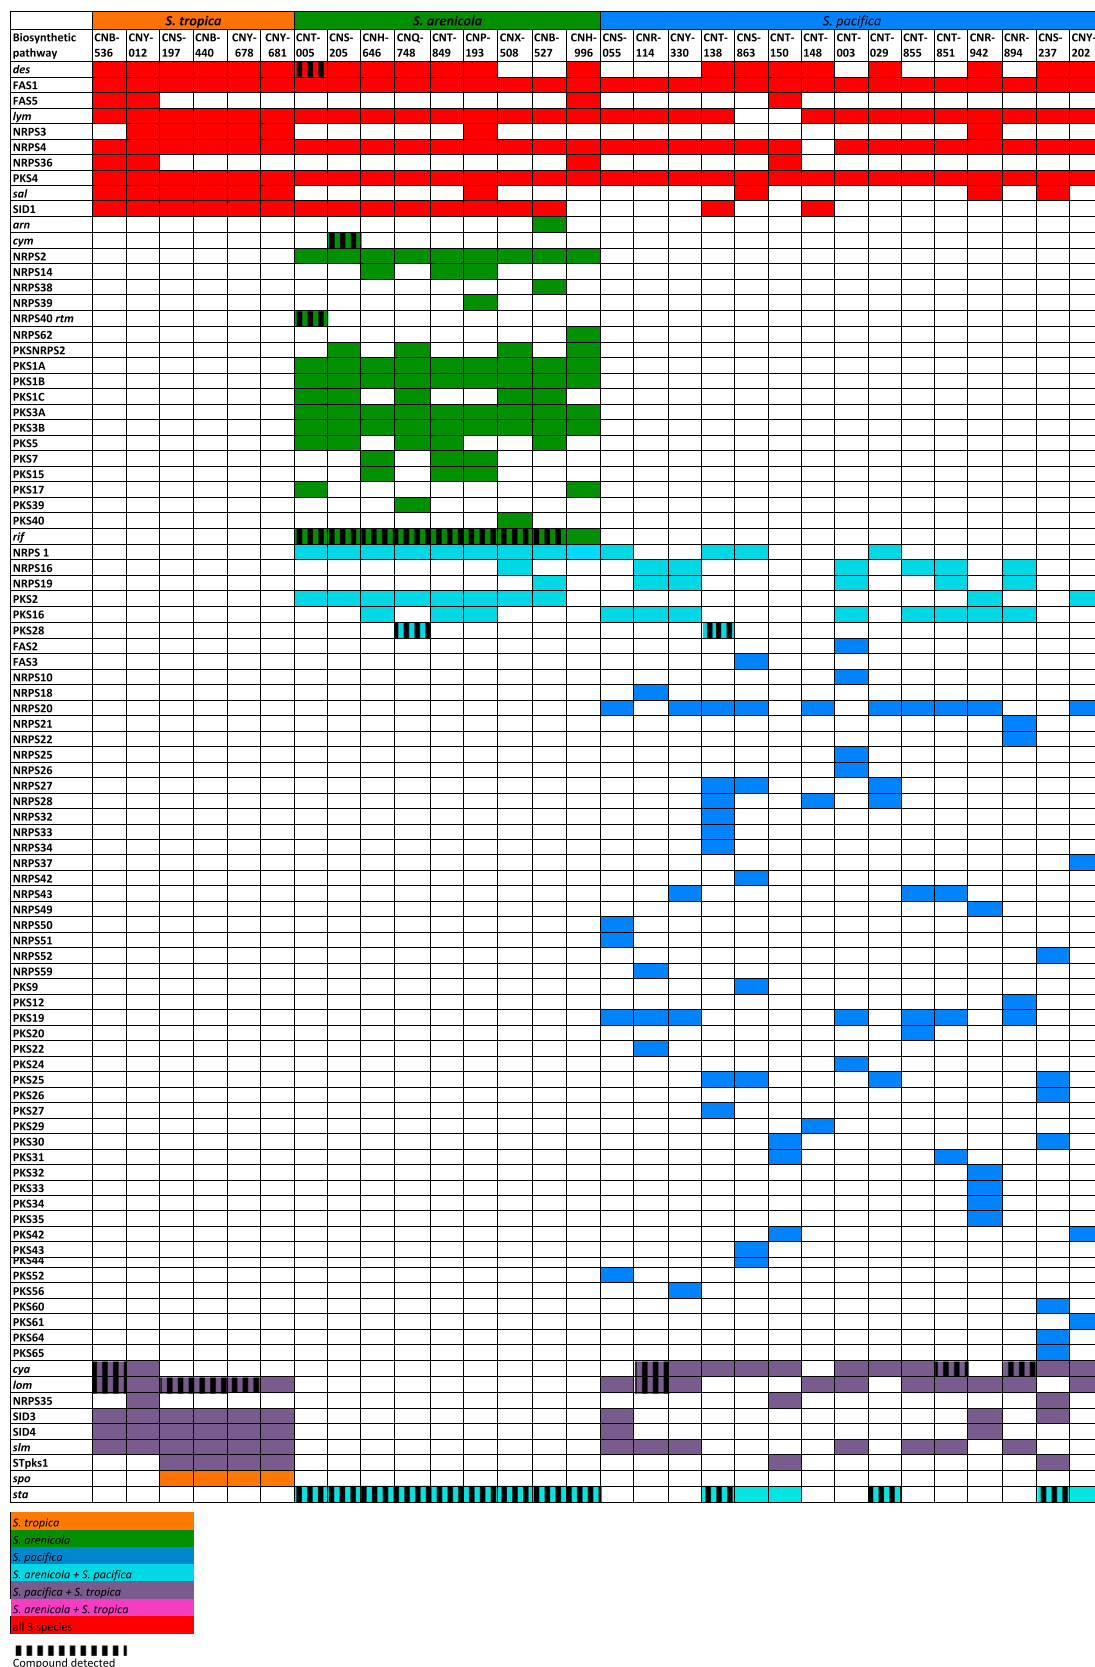 S. tropica S. arenicola S. pacifica
Biosynthetic CNB- CNY- CNS- CNB- CNY- CNY- CNT- CNS- CNH- CNQ- CNT- CNP- CNX- CNB- CNH- CNS- CNR- CNY- CNT- CNS- CNT- CNT- CNT- CNT- CNT- CNT- CNR- CNR- CNS- CNY-
pathway 536 012 197 440 678 681 005 205 646 748 849 193 508 527 996 055 114 330 138 863 150 148 003 029 855 851 942 894 237 202
des
FAS1
FAS5
lym
NRPS3
NRPS4
NRPS36
PKS4
sal
SID1
arn
cym
NRPS2
NRPS14
NRPS38
NRPS39
NRPS40 rtm
NRPS62
PKSNRPS2
PKS1A
PKS1B
PKS1C
PKS3A
PKS3B
PKS5
PKS7
PKS15
PKS17
PKS39
PKS40
rif
NRPS 1
NRPS16
NRPS19
PKS2
PKS16
PKS28
FAS2
FAS3
NRPS10
NRPS18
NRPS20
NRPS21
NRPS22
NRPS25
NRPS26
NRPS27
NRPS28
NRPS32
NRPS33
NRPS34
NRPS37
NRPS42
NRPS43
NRPS49
NRPS50
NRPS51
NRPS52
NRPS59
PKS9
PKS12
PKS19
PKS20
PKS22
PKS24
PKS25
PKS26
PKS27
PKS29
PKS30
PKS31
PKS32
PKS33
PKS34
PKS35
PKS42
PKS43
PKS44
PKS52
PKS56
PKS60
PKS61
PKS64
PKS65
cya
lom
NRPS35
SID3
SID4
slm
STpks1
spo
sta
S. tropica
S. arenicola
S. pacifica
S. arenicola + S. pacifica
S. pacifica + S. tropica
S. arenicola + S. tropica
all 3 species
Compound detected